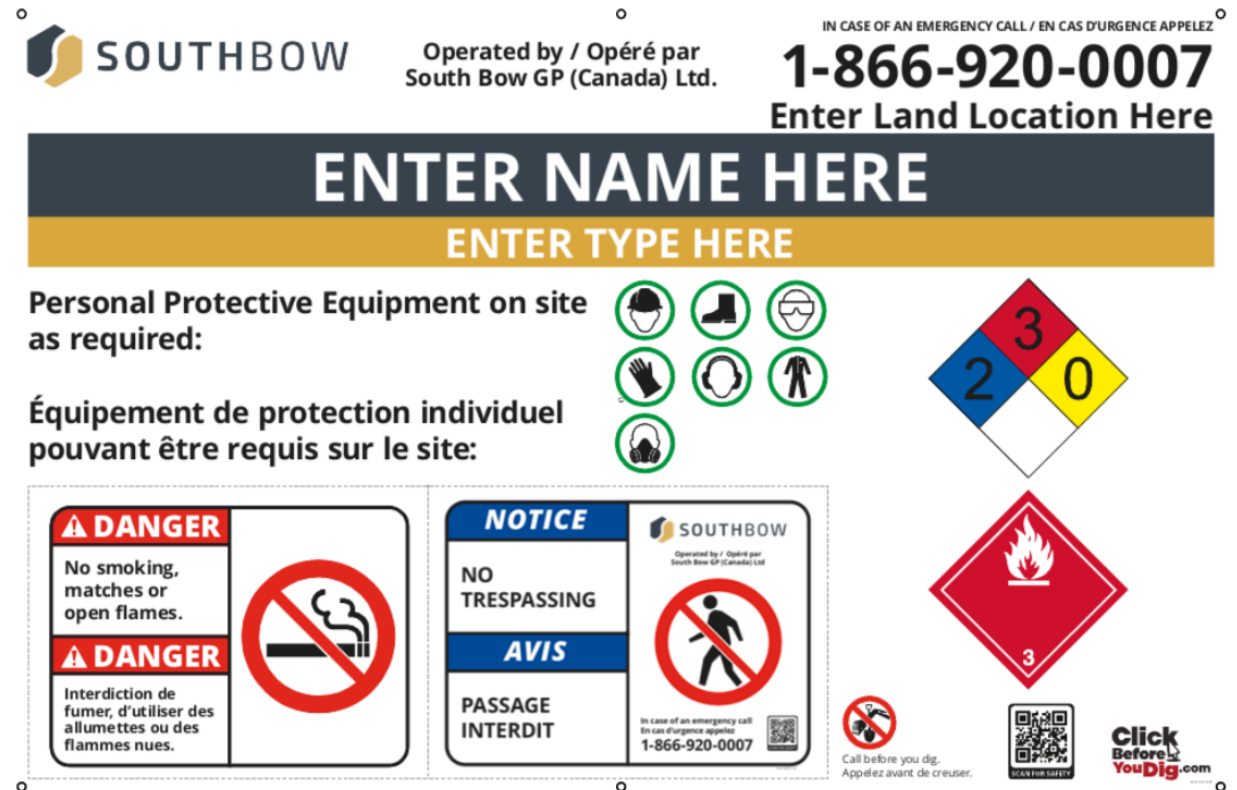 SOUTHBOW
Operated by / Opéré par
South Bow GP (Canada) Ltd.
IN CASE OF AN EMERGENCY CALL / EN CAS D'URGENCE APPELEZ
1-866-920-0007
Enter Land Location Here
ENTER NAME HERE
ENTER TYPE HERE
Personal Protective Equipment on site
as required:
Équipement de protection individuel
pouvant être requis sur le site:
3
2 0
3
DANGER
No smoking,
matches or
open flames.
DANGER
Interdiction de
fumer, d'utiliser des
allumettes ou des
flammes nues.
NOTICE
NO
TRESPASSING
AVIS
PASSAGE
INTERDIT
SOUTHBOW
Operated by / Opéré par
South Bow GP (Canada) Ltd
In case of an emergency call
En cas d'urgence appelez
1-866-920-0007
Call before you dig.
Appelez avant de creuser.
SCAN FOR SAFETY
Click
Before
YouDig.com